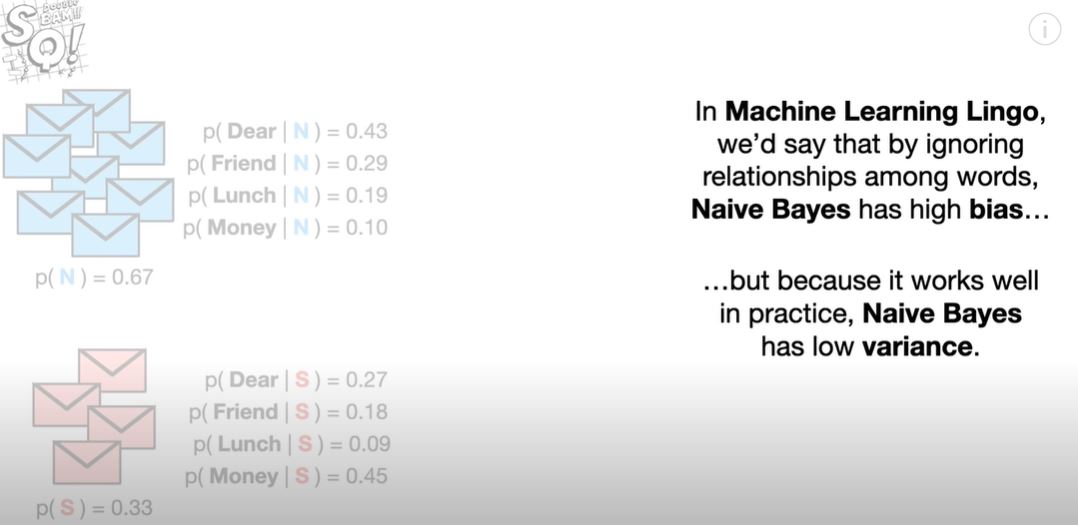 DOUBLE
BAM!!!
SQ!
p( Dear | N ) = 0.43
p( Friend | N ) = 0.29
p( Lunch | N ) = 0.19
p( Money | N ) = 0.10
p( N ) = 0.67
p( Dear | S ) = 0.27
p( Friend | S ) = 0.18
p( Lunch | S ) = 0.09
p( Money | S ) = 0.45
p( S ) = 0.33
i
In Machine Learning Lingo,
we’d say that by ignoring
relationships among words,
Naive Bayes has high bias…
…but because it works well
in practice, Naive Bayes
has low variance.